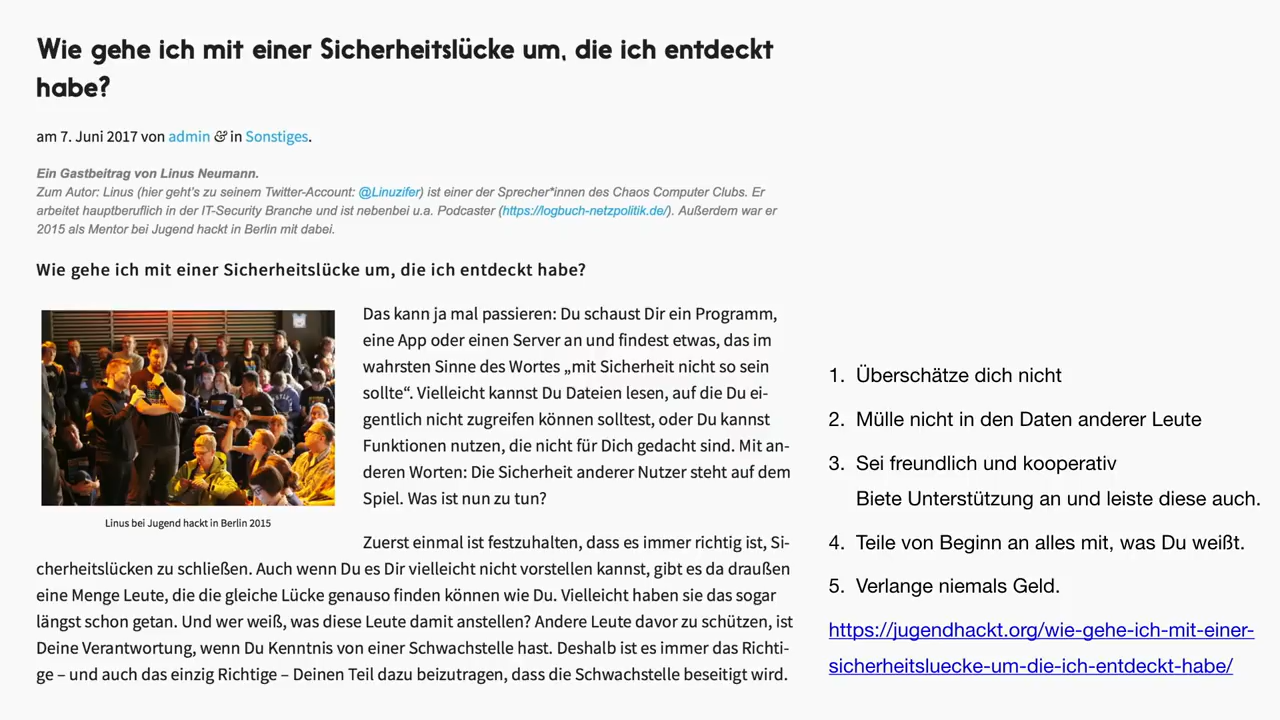 Wie gehe ich mit einer Sicherheitslücke um, die ich entdeckt
habe?
am 7. Juni 2017 von admin & in Sonstiges.
Ein Gastbeitrag von Linus Neumann.
Zum Autor: Linus (hier geht's zu seinem Twitter-Account: @Linuzifer) ist einer der Sprecher*innen des Chaos Computer Clubs. Er
arbeitet hauptberuflich in der IT-Security Branche und ist nebenbei u.a. Podcaster (https://logbuch-netzpolitik.de/). Außerdem war er
2015 als Mentor bei Jugend hackt in Berlin mit dabei.
Wie gehe ich mit einer Sicherheitslücke um, die ich entdeckt habe?
Das kann ja mal passieren: Du schaust Dir ein Programm,
eine App oder einen Server an und findest etwas, das im
wahrsten Sinne des Wortes „mit Sicherheit nicht so sein
sollte“. Vielleicht kannst Du Dateien lesen, auf die Du ei-
gentlich nicht zugreifen können solltest, oder Du kannst
Funktionen nutzen, die nicht für Dich gedacht sind. Mit an-
deren Worten: Die Sicherheit anderer Nutzer steht auf dem
Spiel. Was ist nun zu tun?
Linus bei Jugend hackt in Berlin 2015
Zuerst einmal ist festzuhalten, dass es immer richtig ist, Si-
cherheitslücken zu schließen. Auch wenn Du es Dir vielleicht nicht vorstellen kannst, gibt es da draußen
eine Menge Leute, die die gleiche Lücke genauso finden können wie Du. Vielleicht haben sie das sogar
längst schon getan. Und wer weiß, was diese Leute damit anstellen? Andere Leute davor zu schützen, ist
Deine Verantwortung, wenn Du Kenntnis von einer Schwachstelle hast. Deshalb ist es immer das Richti-
ge – und auch das einzig Richtige – Deinen Teil dazu beizutragen, dass die Schwachstelle beseitigt wird.
1. Überschätze dich nicht
2. Mülle nicht in den Daten anderer Leute
3. Sei freundlich und kooperativ
Biete Unterstützung an und leiste diese auch.
4. Teile von Beginn an alles mit, was Du weißt.
5. Verlange niemals Geld.
https://jugendhackt.org/wie-gehe-ich-mit-einer-
sicherheitsluecke-um-die-ich-entdeckt-habe/